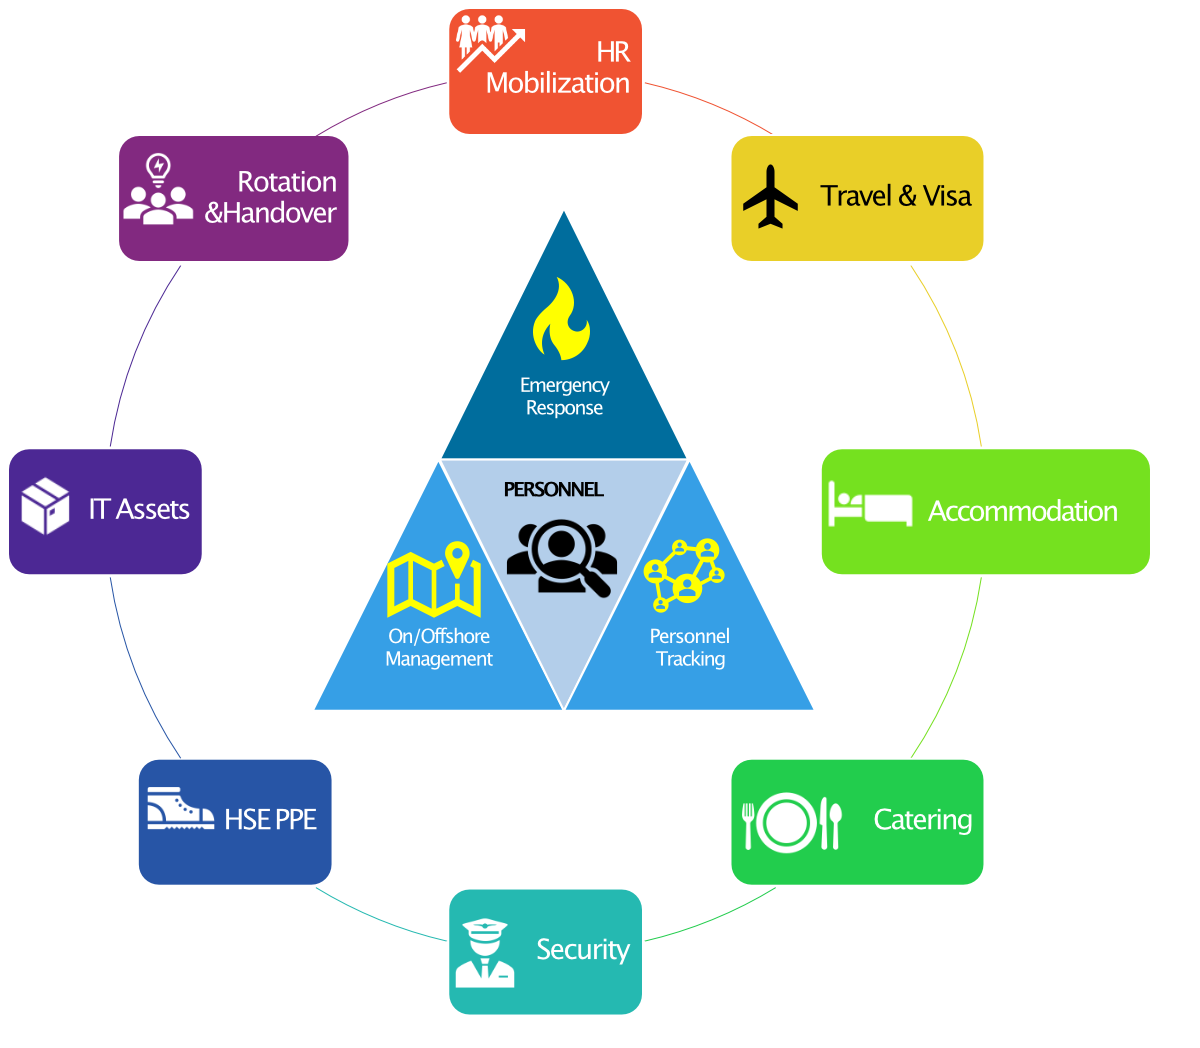 HR
Mobilization
Rotation
&Handover
Travel & Visa
Emergency
Response
PERSONNEL
IT Assets
Accommodation
On/Offshore
Management
Personnel
Tracking
HSE PPE
Catering
Security